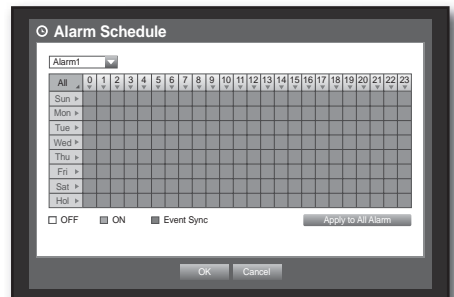 Alarm Schedule
Alarm1
All 0 1 2 3 4 5 6 7 8 9 10 11 12 13 14 15 16 17 18 19 20 21 22 23
Sun
Mon
Tue
Wed
Thu
Fri
Sat
Hol
OFF ON Event Sync Apply to All Alarm
OK Cancel